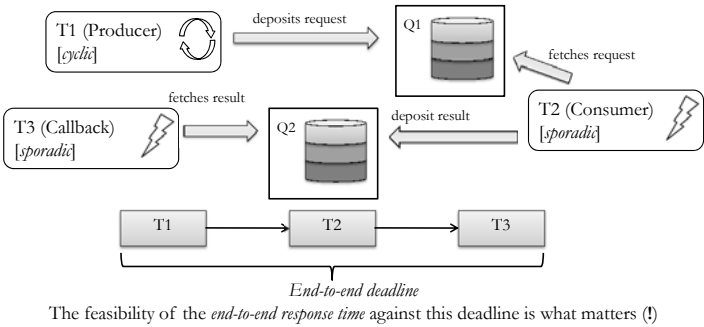 T1 (Producer)
[cyclic]
deposits request
Q1
fetches request
T3 (Callback)
[sporadic]
fetches result
Q2
deposit result
T2 (Consumer)
[sporadic]
T1
T2
T3
End-to-end deadline
The feasibility of the end-to-end response time against this deadline is what matters (!)